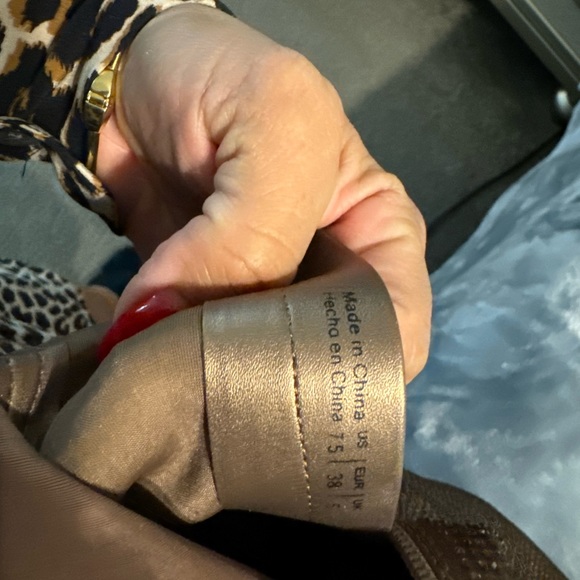 Made in China US | EUR | UK
Hecho en China 7.5 | 38